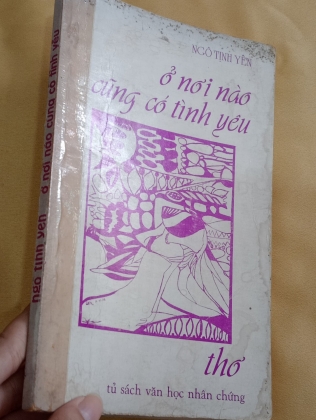 NGÔ TỊNH YÊN
ở nơi nào
cũng có tình yêu
thơ
tủ sách văn học nhân chứng
ngô tịnh yên ở nơi nào cũng có tình yêu